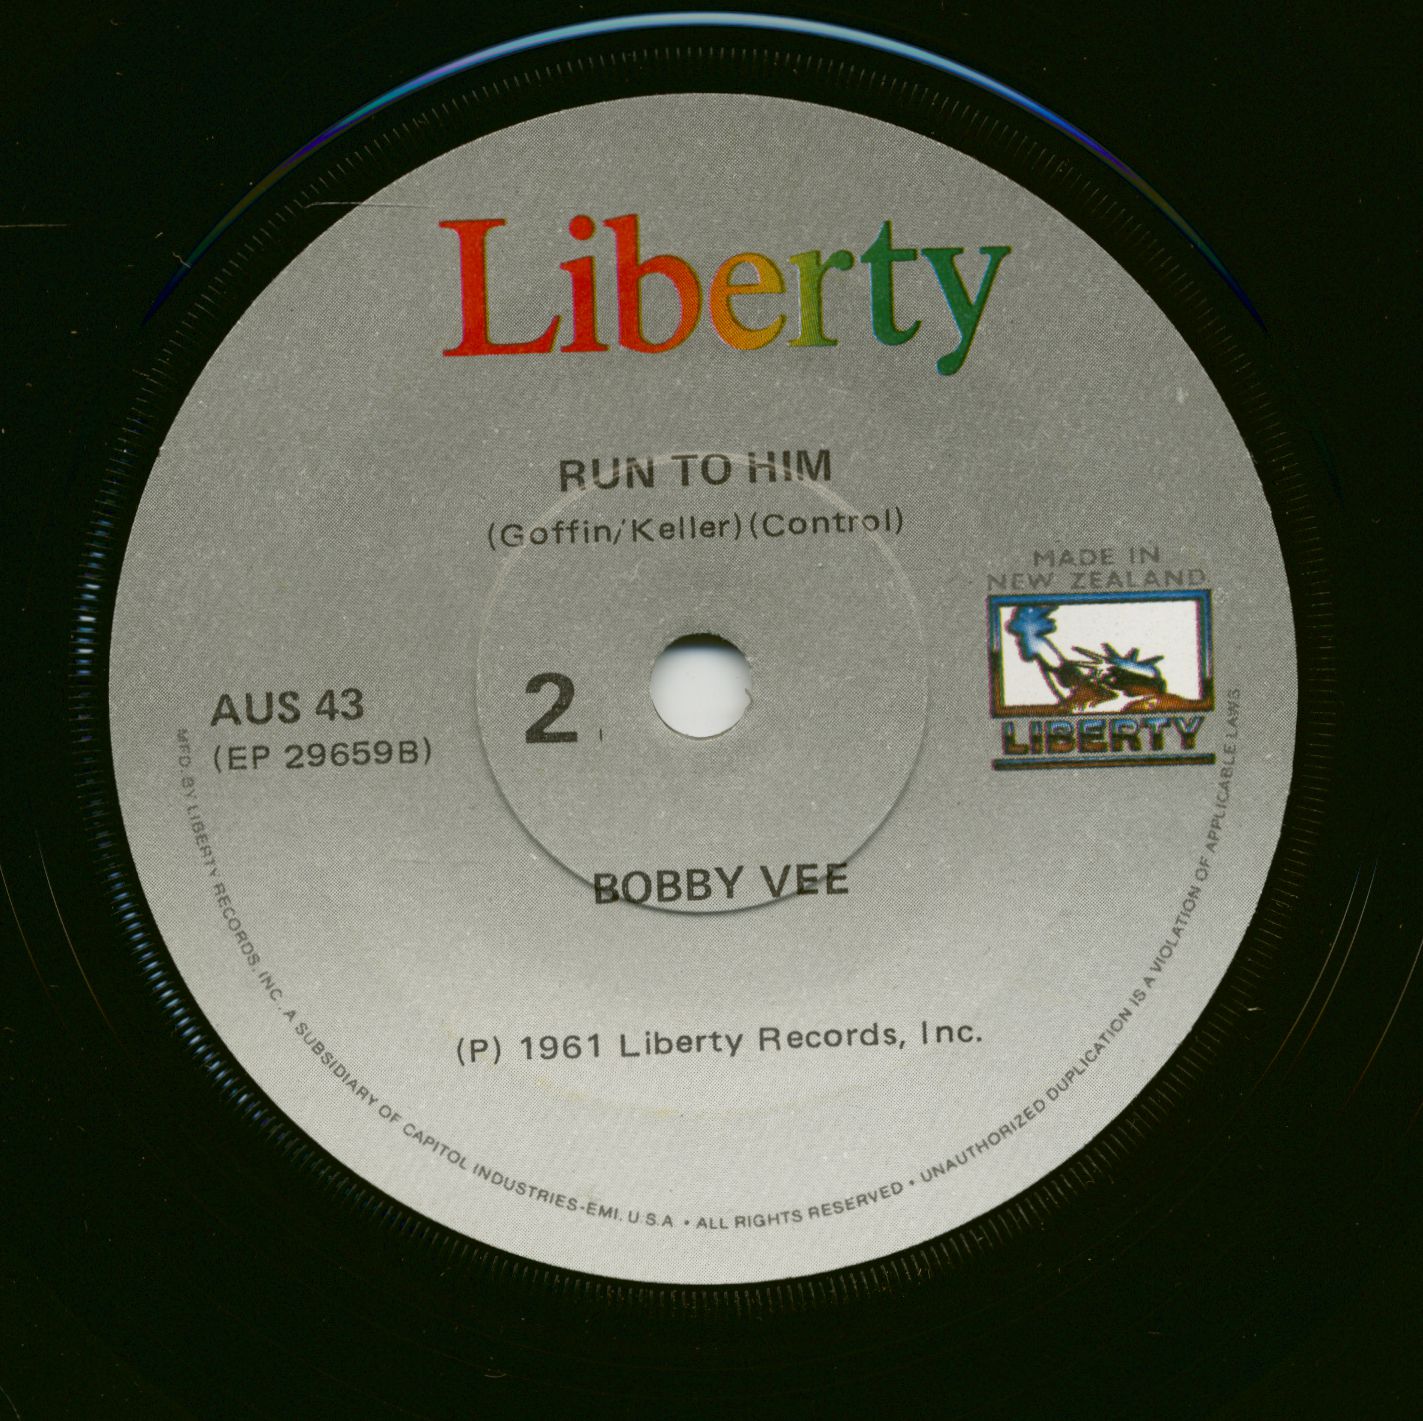 Liberty
RUN TO HIM
(Goffin/Keller)(Control)
MADE IN
NEW ZEALAND
LIBERTY
AUS 43
(EP 29659B)
2
BOBBY VEE
(P) 1961 Liberty Records, Inc.
MFD. BY LIBERTY RECORDS, INC., A SUBSIDIARY OF CAPITOL INDUSTRIES-EMI, U.S.A. • ALL RIGHTS RESERVED • UNAUTHORIZED DUPLICATION IS A VIOLATION OF APPLICABLE LAWS.